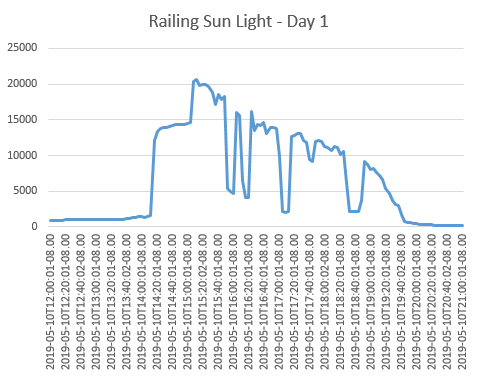 Railing Sun Light - Day 1
25000
20000
15000
10000
5000
0
2019-05-10T12:00:01-08:00
2019-05-10T12:20:01-08:00
2019-05-10T12:40:02-08:00
2019-05-10T13:00:01-08:00
2019-05-10T13:20:01-08:00
2019-05-10T13:40:02-08:00
2019-05-10T14:00:01-08:00
2019-05-10T14:20:01-08:00
2019-05-10T14:40:01-08:00
2019-05-10T15:00:01-08:00
2019-05-10T15:20:02-08:00
2019-05-10T15:40:02-08:00
2019-05-10T16:00:01-08:00
2019-05-10T16:20:02-08:00
2019-05-10T16:40:01-08:00
2019-05-10T17:00:01-08:00
2019-05-10T17:20:01-08:00
2019-05-10T17:40:01-08:00
2019-05-10T18:00:01-08:00
2019-05-10T18:20:01-08:00
2019-05-10T18:40:01-08:00
2019-05-10T19:00:01-08:00
2019-05-10T19:20:01-08:00
2019-05-10T19:40:02-08:00
2019-05-10T20:00:01-08:00
2019-05-10T20:20:01-08:00
2019-05-10T20:40:02-08:00
2019-05-10T21:00:01-08:00